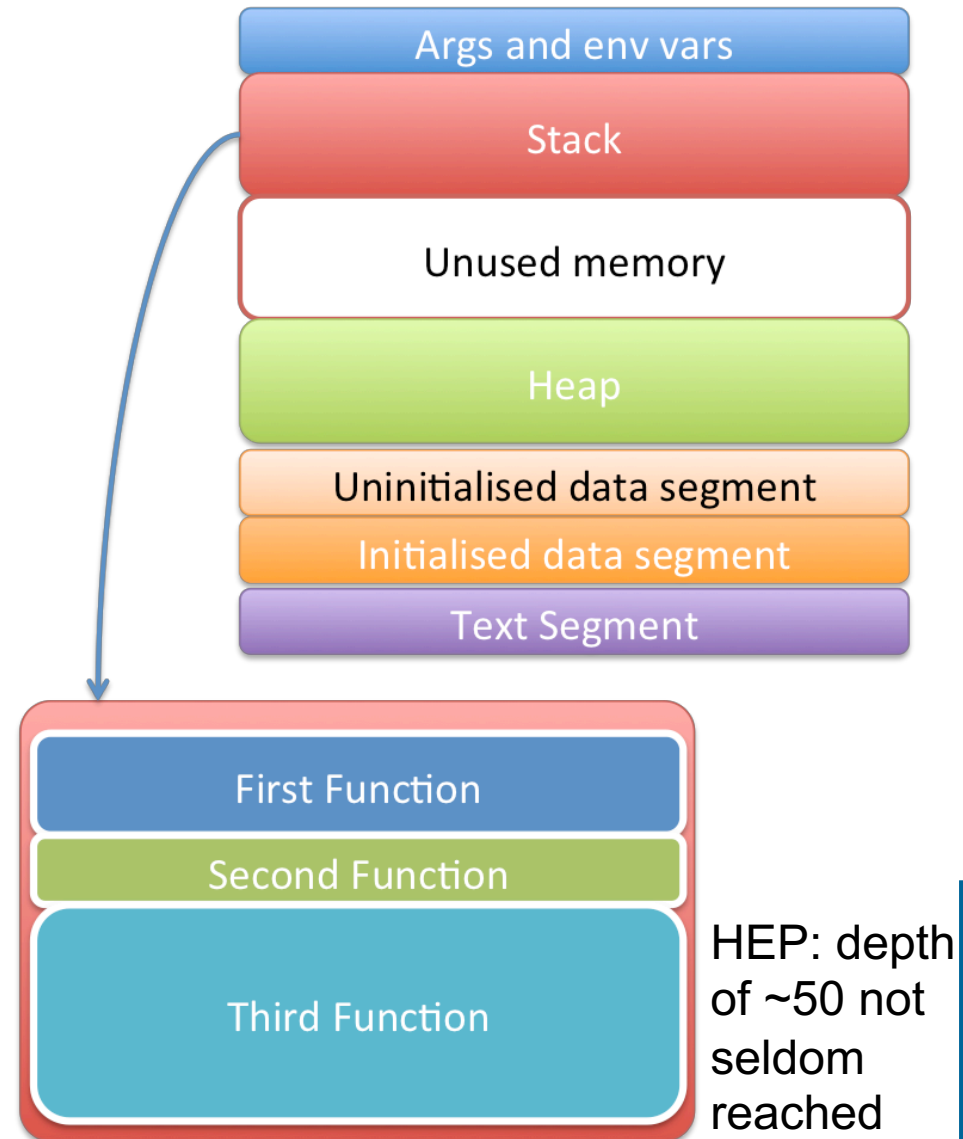 Args and env vars
Stack
Unused memory
Heap
Uninitialised data segment
Initialised data segment
Text Segment
First Function
Second Function
Third Function
HEP: depth
of ~50 not
seldom
reached